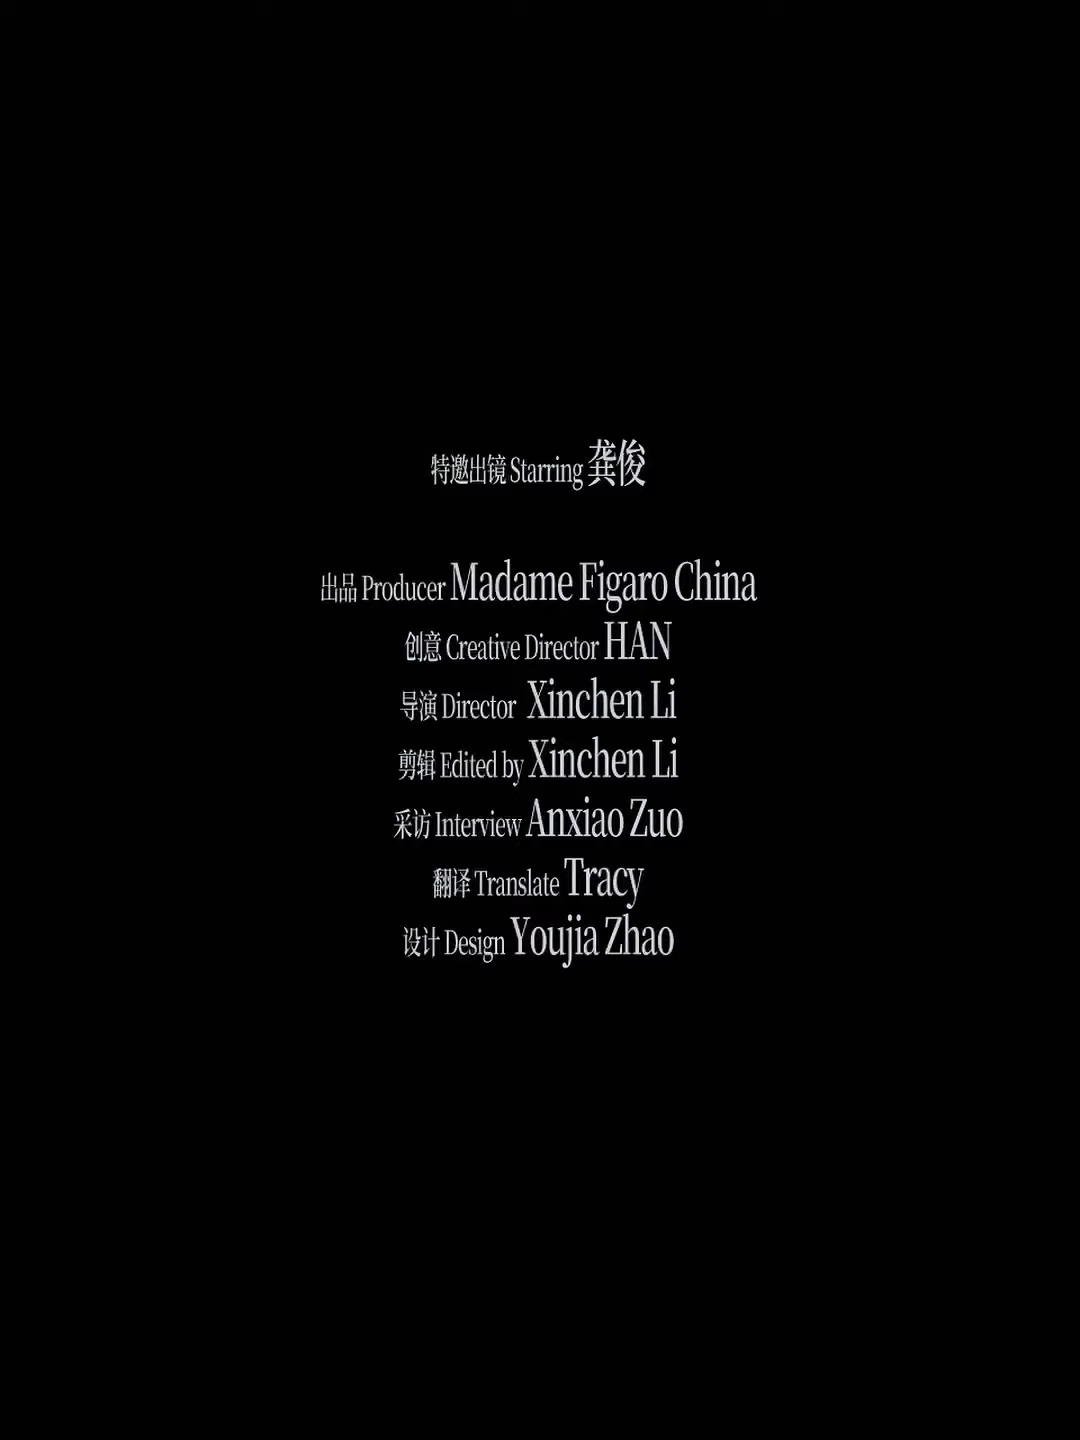 特邀出镜 Starring 龚俊
出品 Producer Madame Figaro China
创意 Creative Director HAN
导演 Director Xinchen Li
剪辑 Edited by Xinchen Li
采访 Interview Anxiao Zuo
翻译 Translate Tracy
设计 Design Youjia Zhao